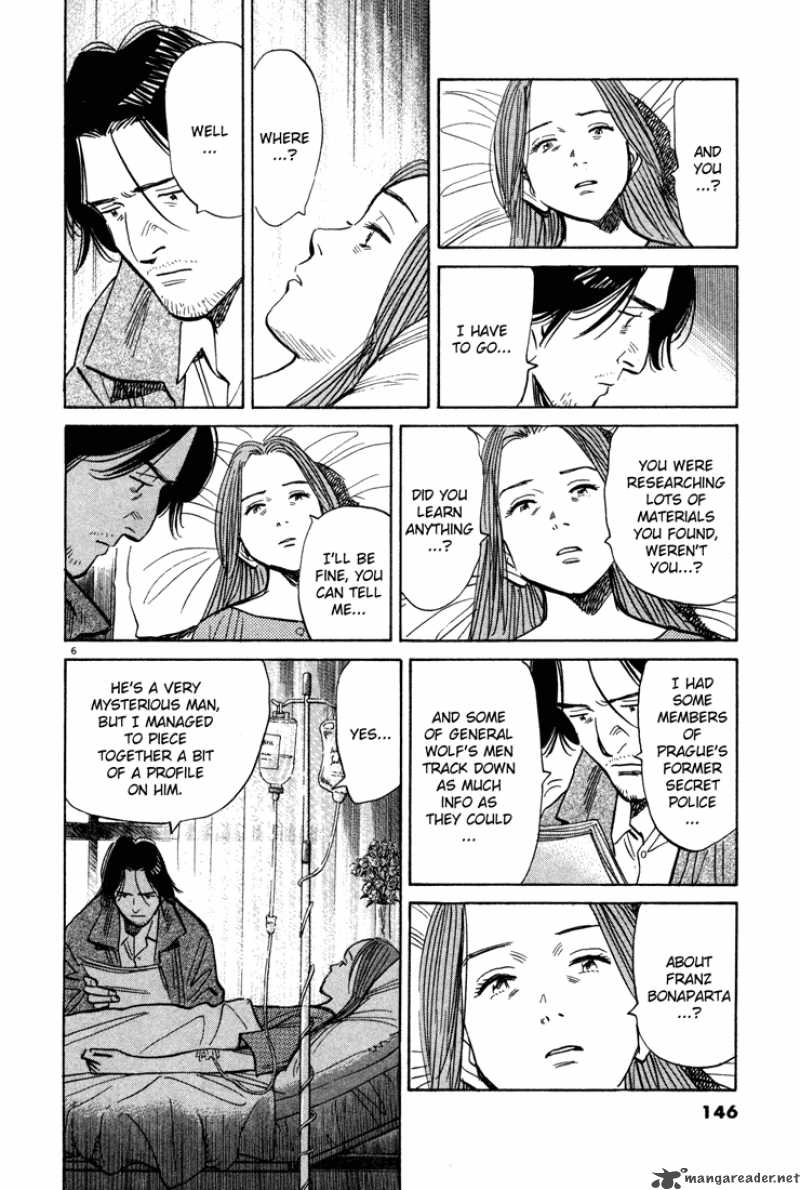 AND
YOU
...?
I HAVE
TO GO...
WHERE
...?
WELL
...
YOU WERE
RESEARCHING
LOTS OF
MATERIALS
YOU FOUND,
WEREN'T
YOU...?
DID YOU
LEARN
ANYTHING
...?
I'LL BE
FINE, YOU
CAN TELL
ME...
I HAD
SOME
MEMBERS
OF
PRAGUE'S
FORMER
SECRET
POLICE
...
AND SOME
OF GENERAL
WOLF'S MEN
TRACK DOWN
AS MUCH
INFO AS
THEY COULD
...
ABOUT
FRANZ
BONAPARTA
...?
YES...
HE'S A VERY
MYSTERIOUS MAN,
BUT I MANAGED
TO PIECE
TOGETHER A BIT
OF A PROFILE
ON HIM.
6
146
mangareader.net